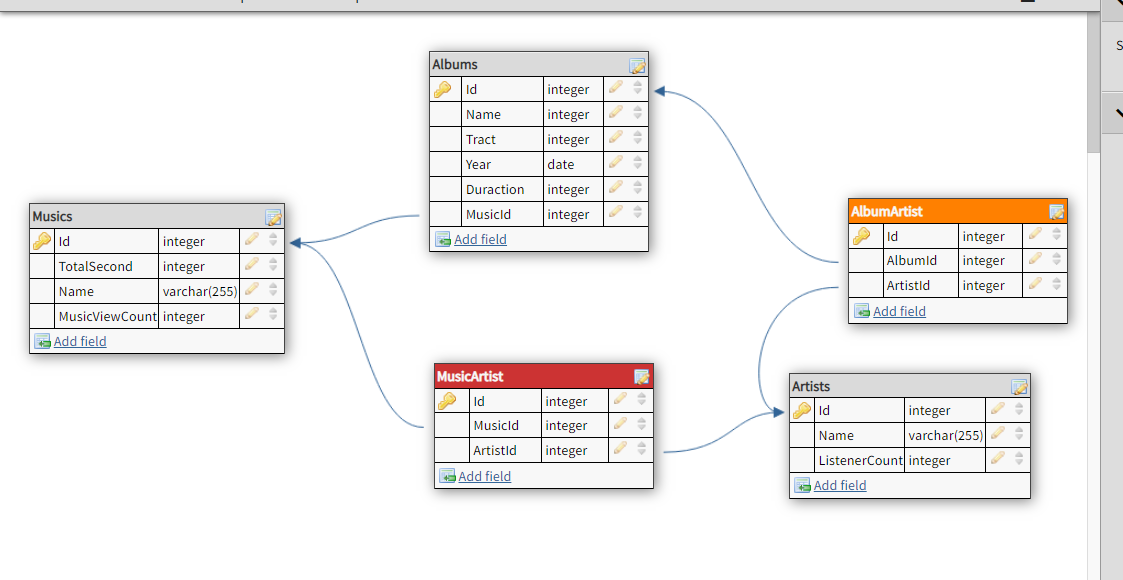 Albums
Id integer
Name integer
Tract integer
Year date
Duraction integer
MusicId integer
Add field
Musics
Id integer
TotalSecond integer
Name varchar(255)
MusicViewCount integer
Add field
AlbumArtist
Id integer
AlbumId integer
ArtistId integer
Add field
MusicArtist
Id integer
MusicId integer
ArtistId integer
Add field
Artists
Id integer
Name varchar(255)
ListenerCount integer
Add field